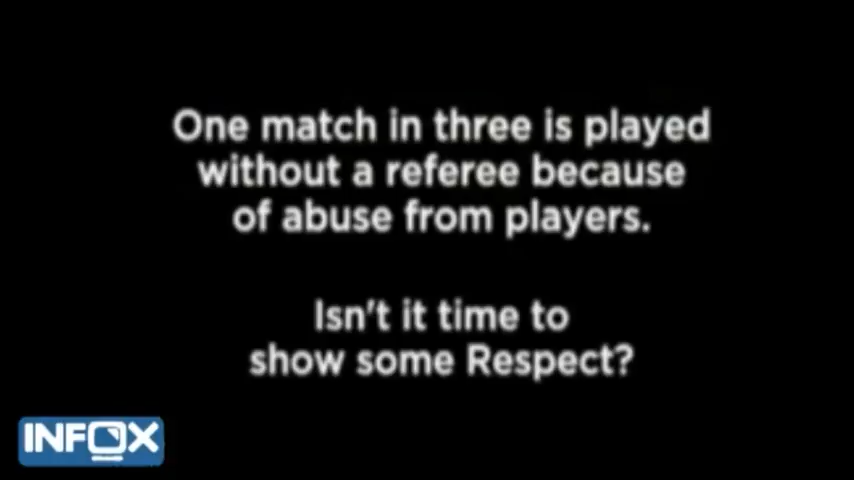 One match in three is played
without a referee because
of abuse from players.
Isn't it time to
show some Respect?
INFOX